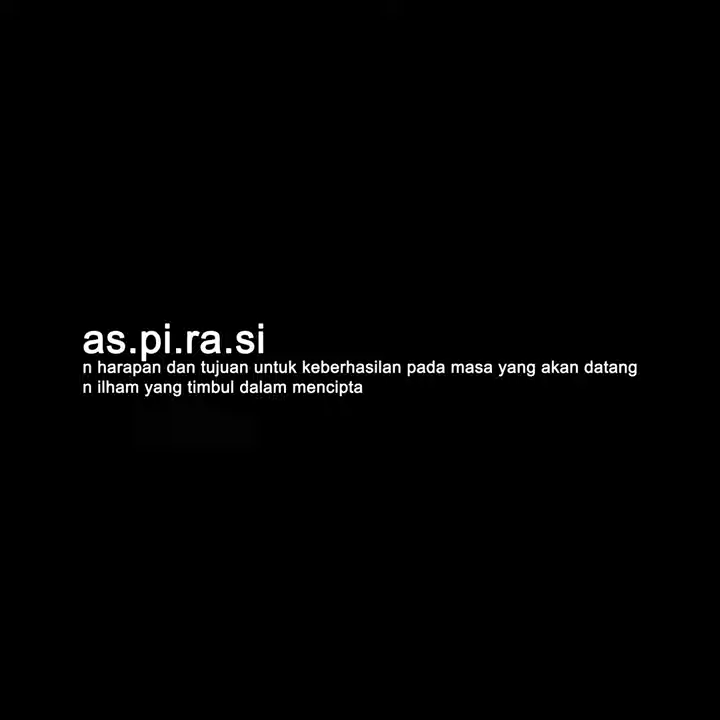 as.pi.ra.si
n harapan dan tujuan untuk keberhasilan pada masa yang akan datang
n ilham yang timbul dalam mencipta